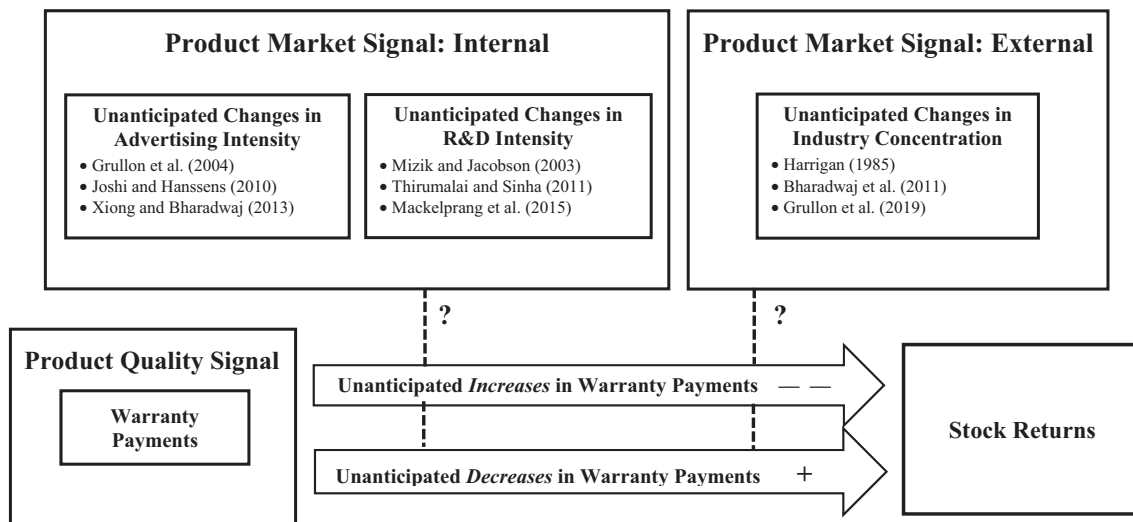 Product Market Signal: Internal
Unanticipated Changes in
Advertising Intensity
• Grullon et al. (2004)
• Joshi and Hanssens (2010)
• Xiong and Bharadwaj (2013)
Unanticipated Changes in
R&D Intensity
• Mizik and Jacobson (2003)
• Thirumalai and Sinha (2011)
• Mackelprang et al. (2015)
Product Market Signal: External
Unanticipated Changes in
Industry Concentration
• Harrigan (1985)
• Bharadwaj et al. (2011)
• Grullon et al. (2019)
?
?
Product Quality Signal
Warranty
Payments
Unanticipated Increases in Warranty Payments — —
Unanticipated Decreases in Warranty Payments +
Stock Returns